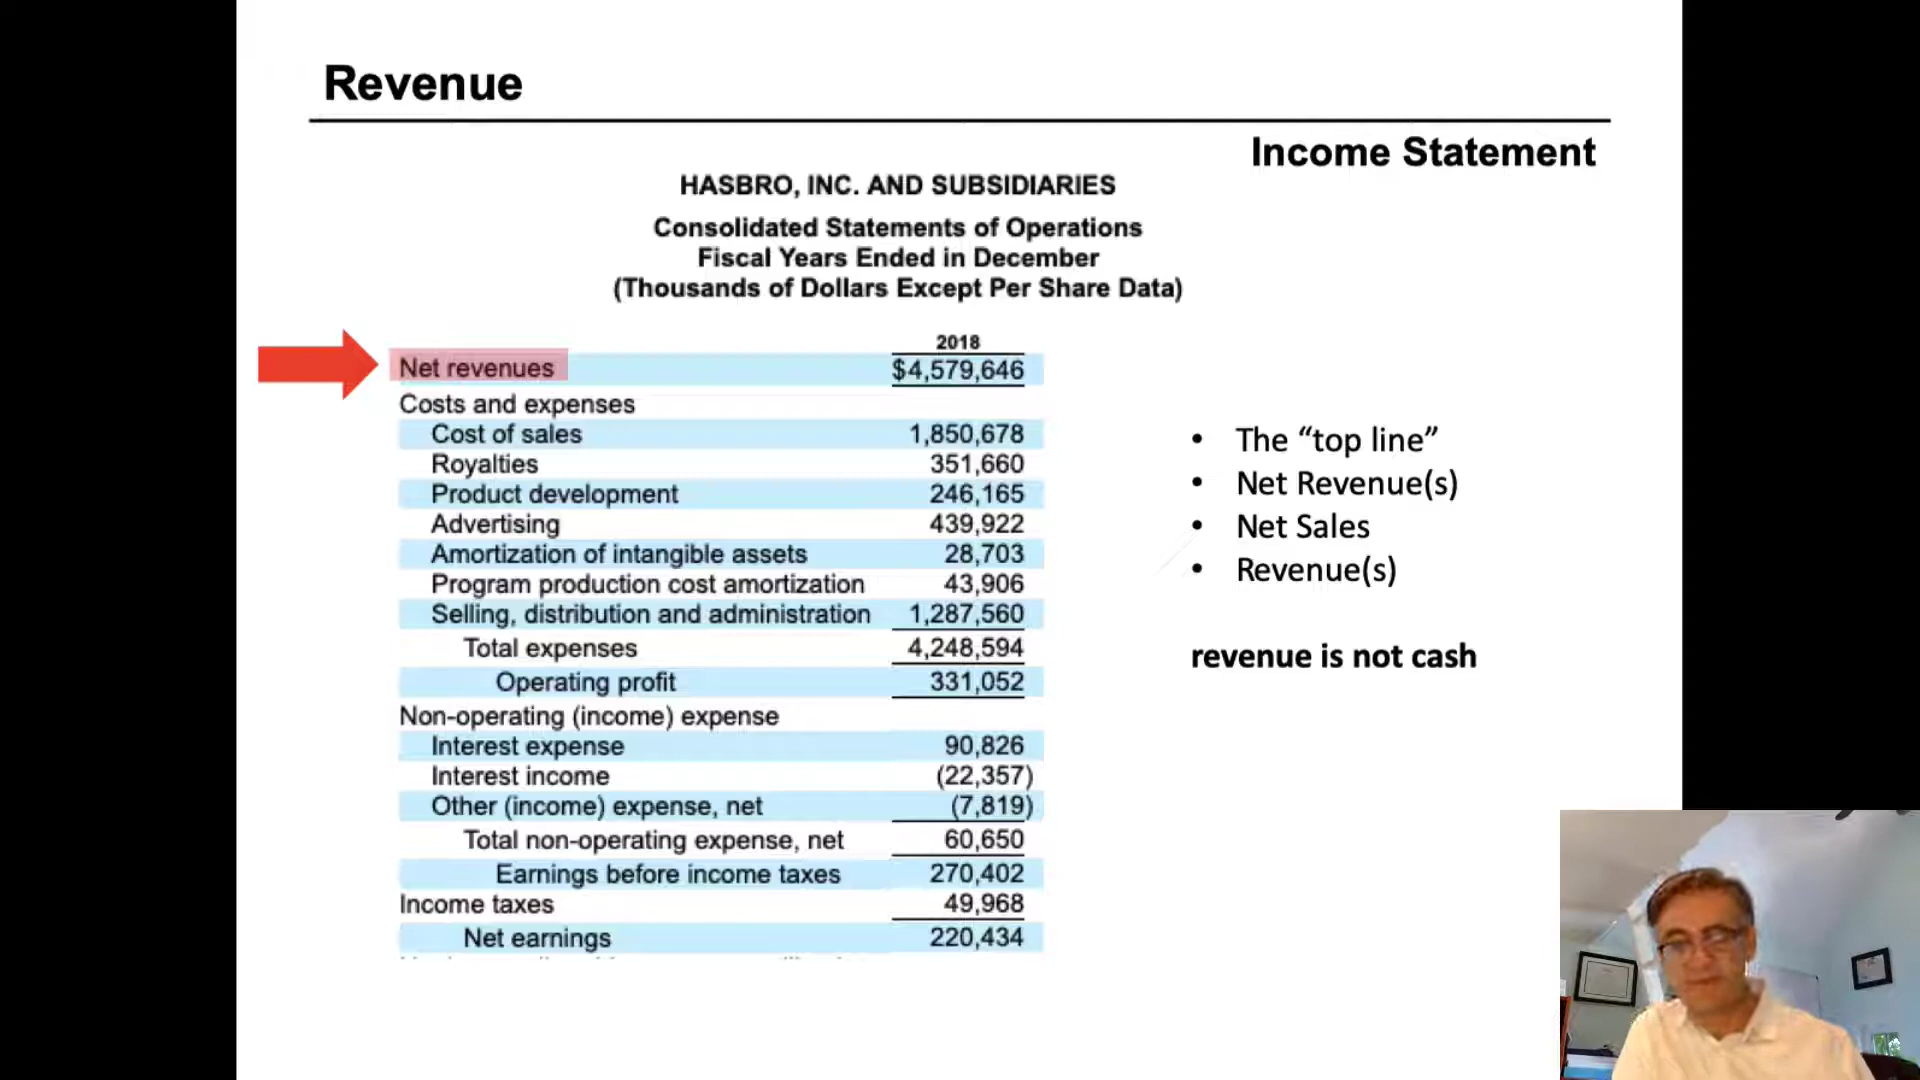 Revenue
Income Statement
HASBRO, INC. AND SUBSIDIARIES
Consolidated Statements of Operations
Fiscal Years Ended in December
(Thousands of Dollars Except Per Share Data)
2018
Net revenues $4,579,646
Costs and expenses
Cost of sales 1,850,678
Royalties 351,660
Product development 246,165
Advertising 439,922
Amortization of intangible assets 28,703
Program production cost amortization 43,906
Selling, distribution and administration 1,287,560
Total expenses 4,248,594
Operating profit 331,052
Non-operating (income) expense
Interest expense 90,826
Interest income (22,357)
Other (income) expense, net (7,819)
Total non-operating expense, net 60,650
Earnings before income taxes 270,402
Income taxes 49,968
Net earnings 220,434
• The “top line”
• Net Revenue(s)
• Net Sales
• Revenue(s)
revenue is not cash